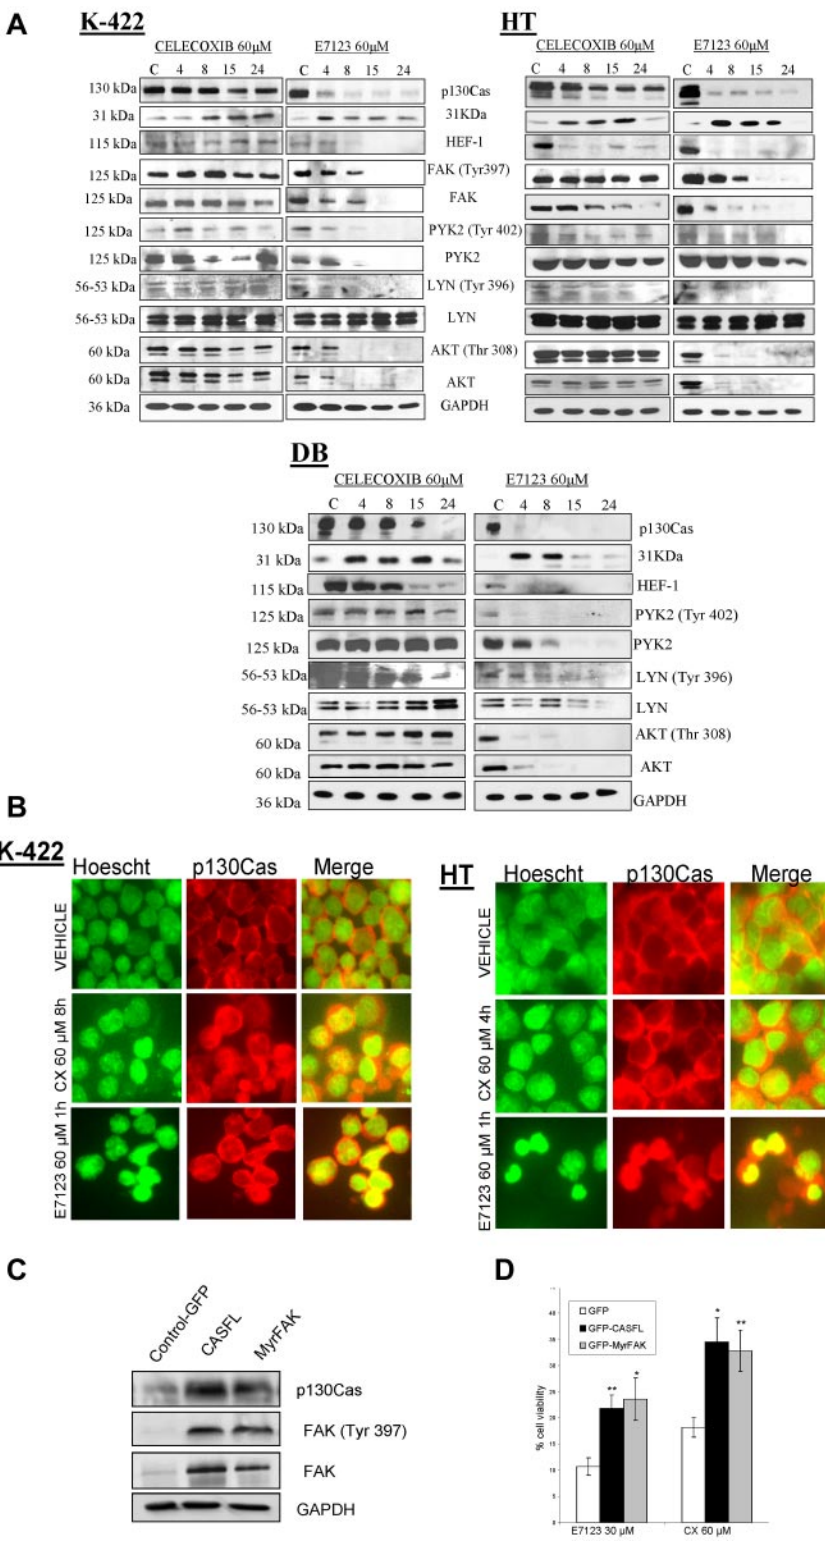 A
K-422
HT
CELECOXIB 60µM
E7123 60µM
CELECOXIB 60µM
E7123 60µM
C 4 8 15 24
C 4 8 15 24
C 4 8 15 24
C 4 8 15 24
130 kDa
p130Cas
31 kDa
31KDa
115 kDa
HEF-1
125 kDa
FAK (Tyr397)
125 kDa
FAK
125 kDa
PYK2 (Tyr 402)
125 kDa
PYK2
56-53 kDa
LYN (Tyr 396)
56-53 kDa
LYN
60 kDa
AKT (Thr 308)
60 kDa
AKT
36 kDa
GAPDH
DB
CELECOXIB 60µM
E7123 60µM
C 4 8 15 24
C 4 8 15 24
130 kDa
p130Cas
31 kDa
31KDa
115 kDa
HEF-1
125 kDa
PYK2 (Tyr 402)
125 kDa
PYK2
56-53 kDa
LYN (Tyr 396)
56-53 kDa
LYN
60 kDa
AKT (Thr 308)
60 kDa
AKT
36 kDa
GAPDH
B
K-422
Hoescht p130Cas Merge
VEHICLE
CX 60 µM 8h
E7123 60 µM 1h
HT
Hoescht p130Cas Merge
VEHICLE
CX 60 µM 4h
E7123 60 µM 1h
C
Control-GFP
CASFL
MyrFAK
p130Cas
FAK (Tyr 397)
FAK
GAPDH
D
GFP
GFP-CASFL
GFP-MyrFAK
% cell viability
40
35
30
25
20
15
10
5
0
** *
* **
E7123 30 µM
CX 60 µM